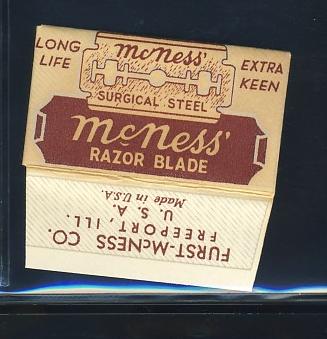 LONG
LIFE
McNESS'
EXTRA
KEEN
SURGICAL STEEL
McNess'
RAZOR BLADE
FURST-McNESS CO.
FREEPORT, ILL.
U. S. A.
Made in U.S.A.